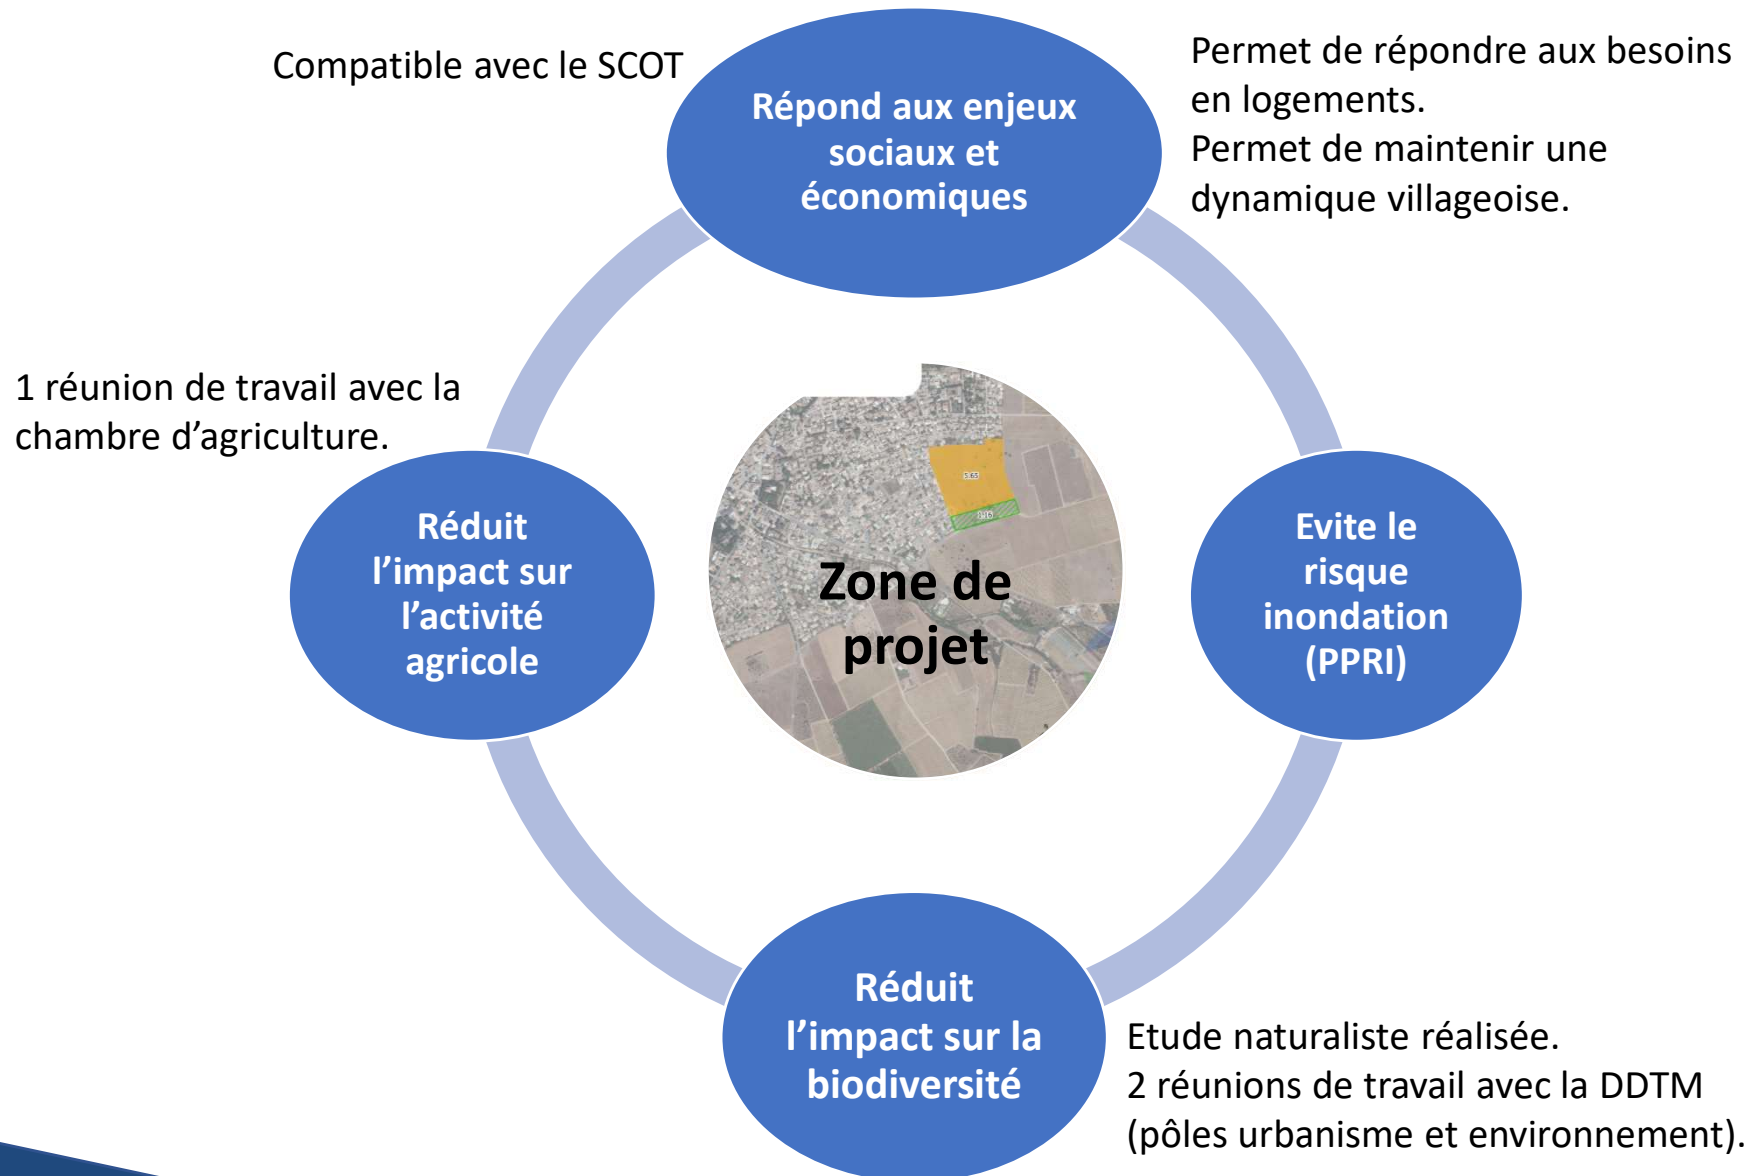 Compatible avec le SCOT
Répond aux enjeux
sociaux et
économiques
Permet de répondre aux besoins
en logements.
Permet de maintenir une
dynamique villageoise.
1 réunion de travail avec la
chambre d’agriculture.
Réduit
l’impact sur
l’activité
agricole
5.65
Zone de
projet
Evite le
risque
inondation
(PPRI)
Réduit
l’impact sur la
biodiversité
Etude naturaliste réalisée.
2 réunions de travail avec la DDTM
(pôles urbanisme et environnement).